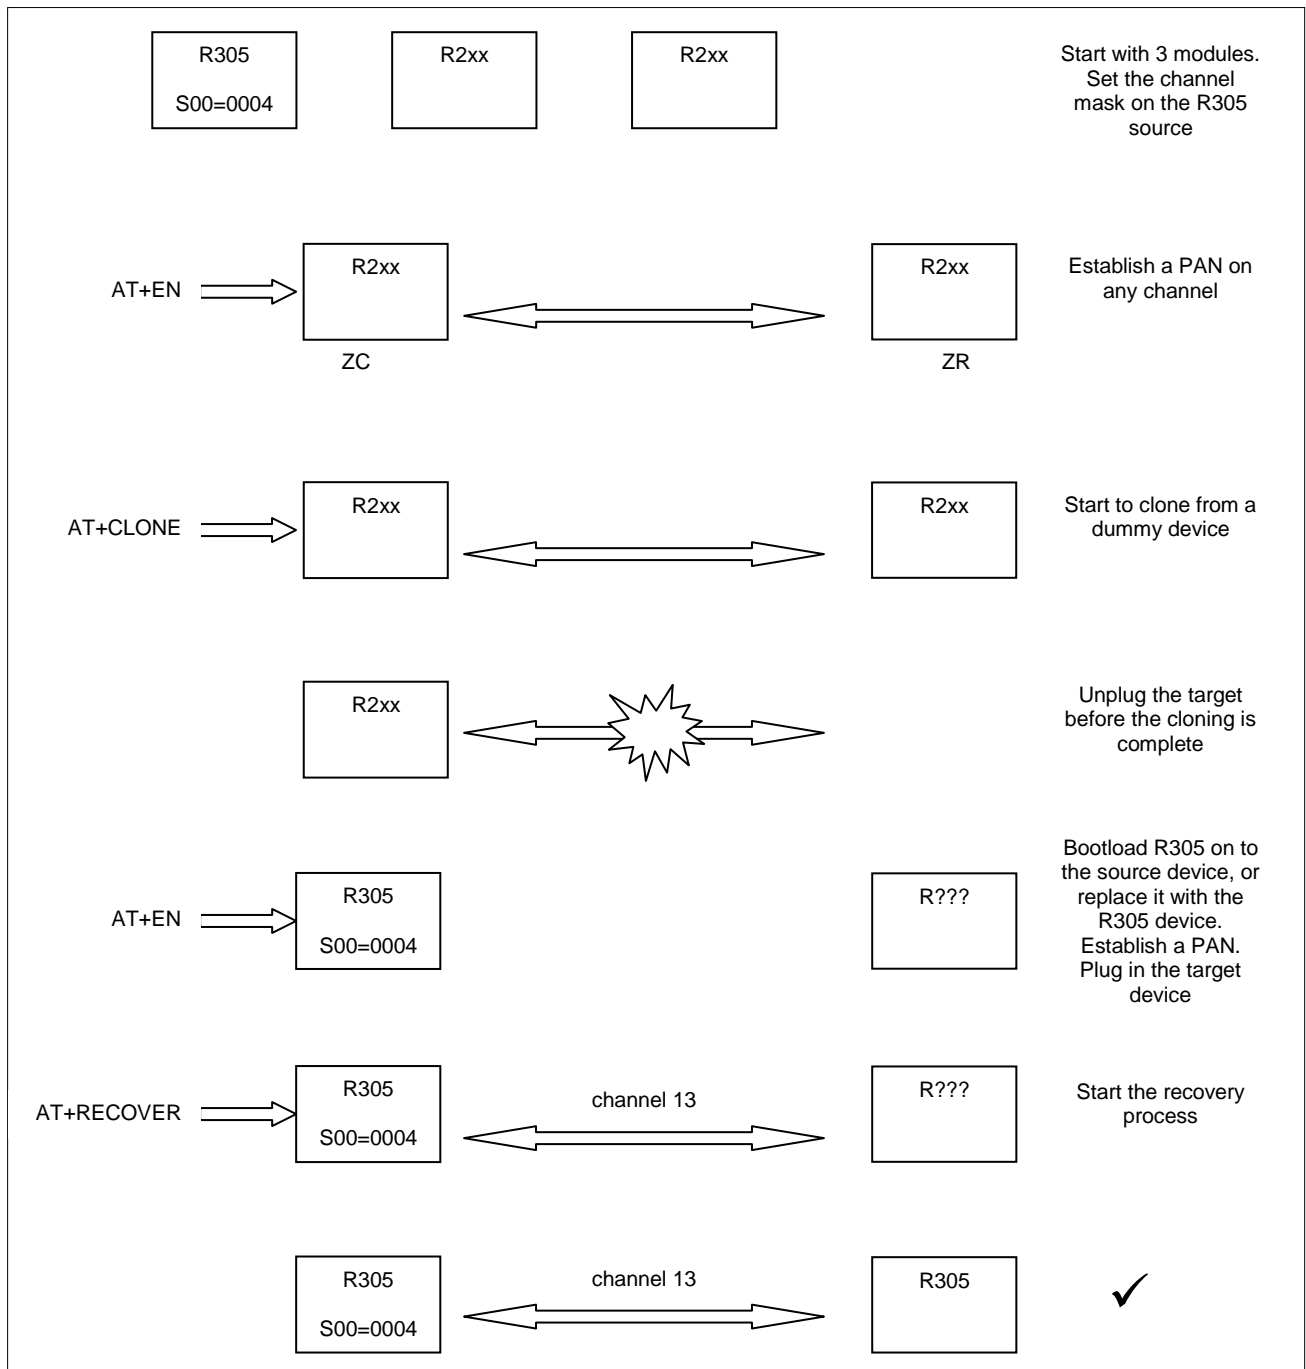 R305
S00=0004
R2xx
R2xx
Start with 3 modules.
Set the channel
mask on the R305
source
AT+EN
R2xx
ZC
R2xx
ZR
Establish a PAN on
any channel
AT+CLONE
R2xx
R2xx
Start to clone from a
dummy device
R2xx
Unplug the target
before the cloning is
complete
AT+EN
R305
S00=0004
R???
Bootload R305 on to
the source device, or
replace it with the
R305 device.
Establish a PAN.
Plug in the target
device
AT+RECOVER
R305
S00=0004
channel 13
R???
Start the recovery
process
R305
S00=0004
channel 13
R305